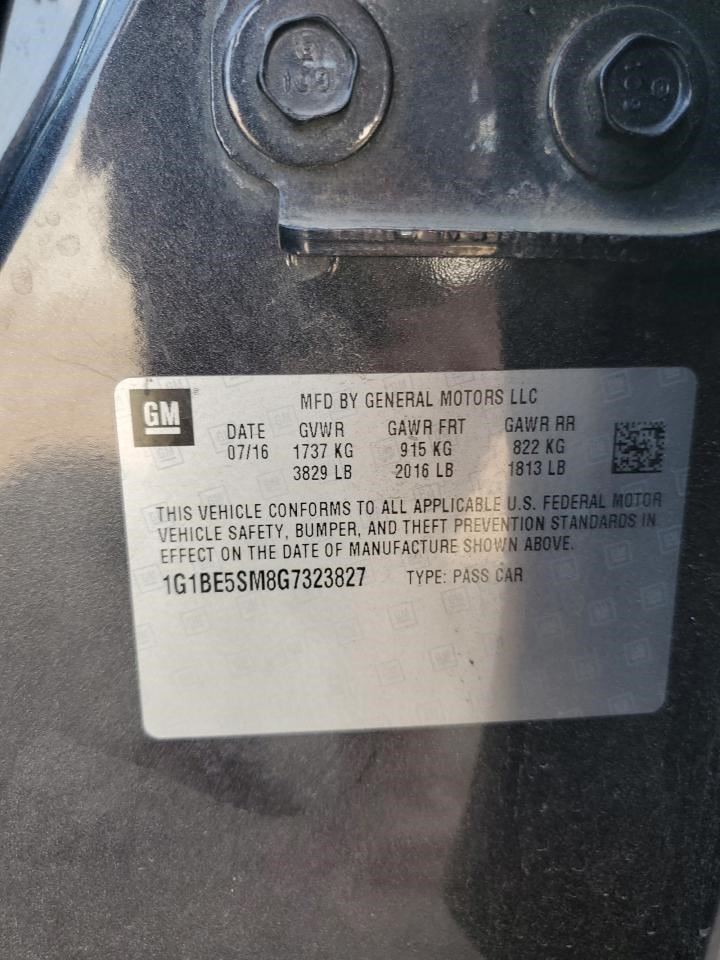 109
GM
MFD BY GENERAL MOTORS LLC
DATE GVWR GAWR FRT GAWR RR
07/16 1737 KG 915 KG 822 KG
3829 LB 2016 LB 1813 LB
THIS VEHICLE CONFORMS TO ALL APPLICABLE U.S. FEDERAL MOTOR
VEHICLE SAFETY, BUMPER, AND THEFT PREVENTION STANDARDS IN
EFFECT ON THE DATE OF MANUFACTURE SHOWN ABOVE.
1G1BE5SM8G7323827 TYPE: PASS CAR